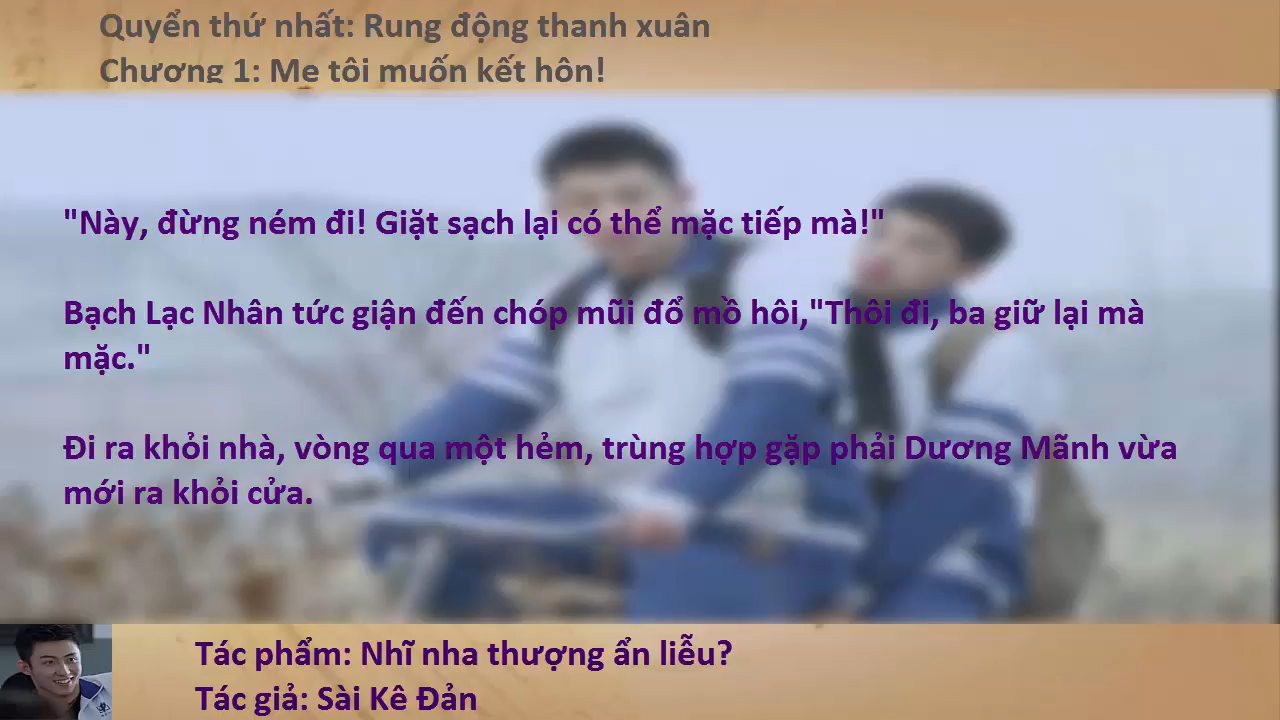 Quyển thứ nhất: Rung động thanh xuân
Chương 1: Mẹ tôi muốn kết hôn!
"Này, đừng ném đi! Giặt sạch lại có thể mặc tiếp mà!"
Bạch Lạc Nhân tức giận đến chóp mũi đổ mồ hôi,"Thôi đi, ba giữ lại mà
mặc."
Đi ra khỏi nhà, vòng qua một hẻm, trùng hợp gặp phải Dương Mãnh vừa
mới ra khỏi cửa.
Tác phẩm: Nhĩ nha thượng ẩn liễu?
Tác giả: Sài Kê Đản